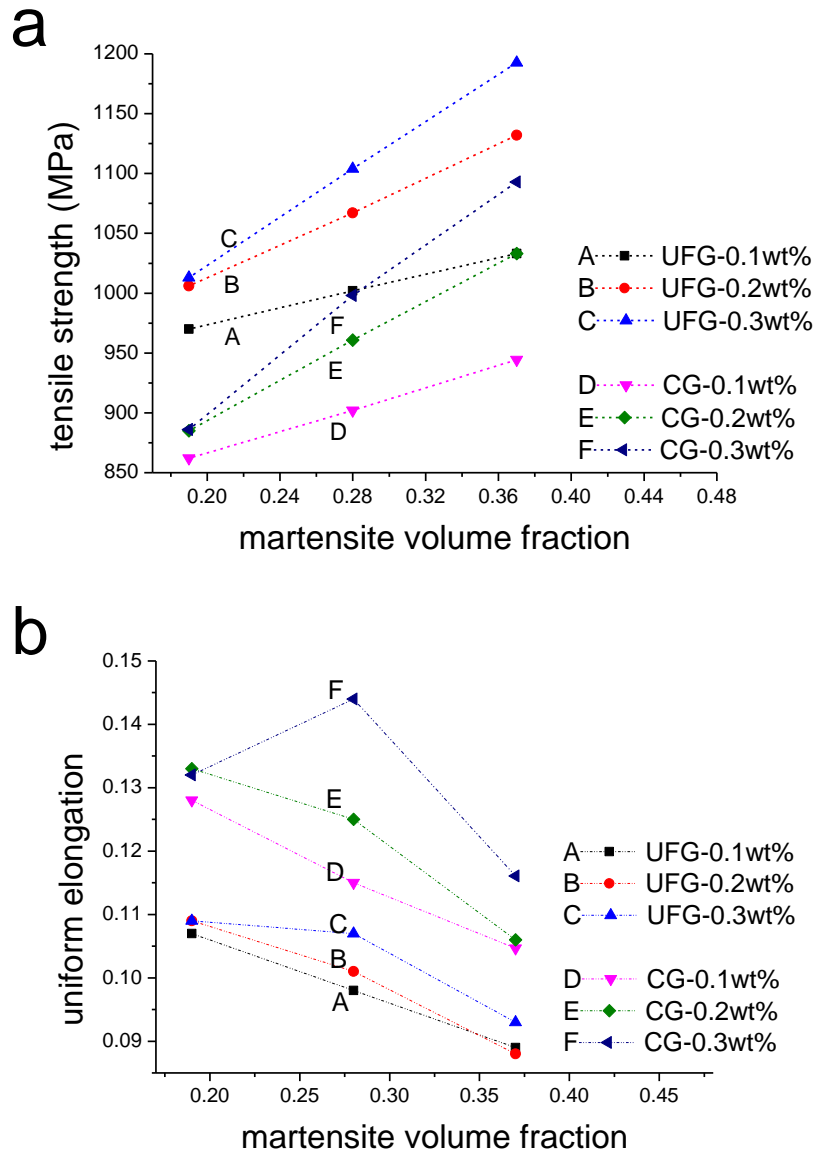 a
1200
1150
1100
1050
1000
950
900
850
tensile strength (MPa)
C
B
A
F
E
D
A UFG-0.1wt%
B UFG-0.2wt%
C UFG-0.3wt%
D CG-0.1wt%
E CG-0.2wt%
F CG-0.3wt%
0.20 0.24 0.28 0.32 0.36 0.40 0.44 0.48
martensite volume fraction
b
0.15
0.14
0.13
0.12
0.11
0.10
0.09
uniform elongation
F
E
D
C
B
A
A UFG-0.1wt%
B UFG-0.2wt%
C UFG-0.3wt%
D CG-0.1wt%
E CG-0.2wt%
F CG-0.3wt%
0.20 0.25 0.30 0.35 0.40 0.45
martensite volume fraction